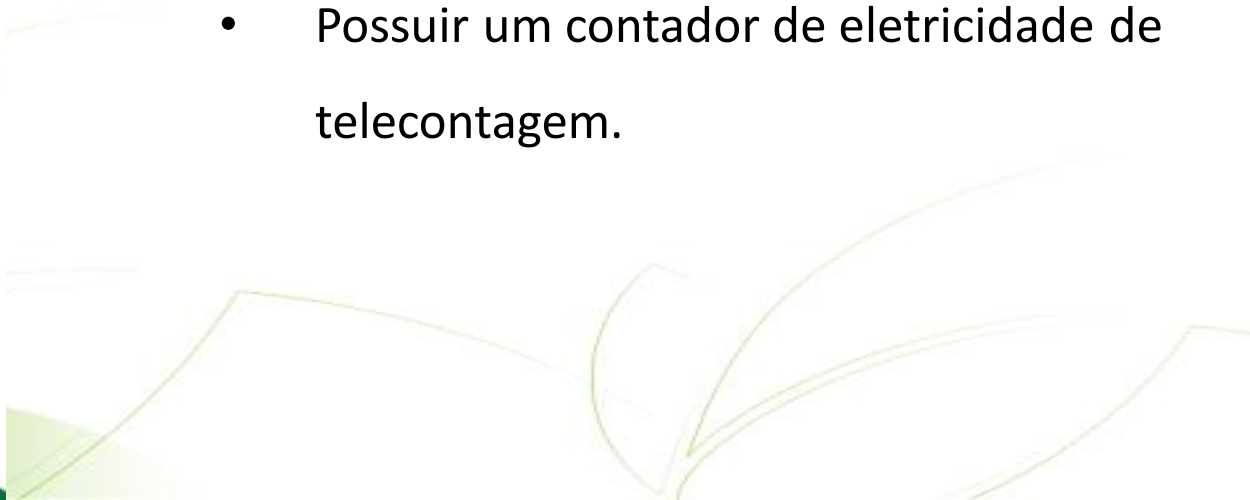 • Possuir um contador de eletricidade de
telecontagem.